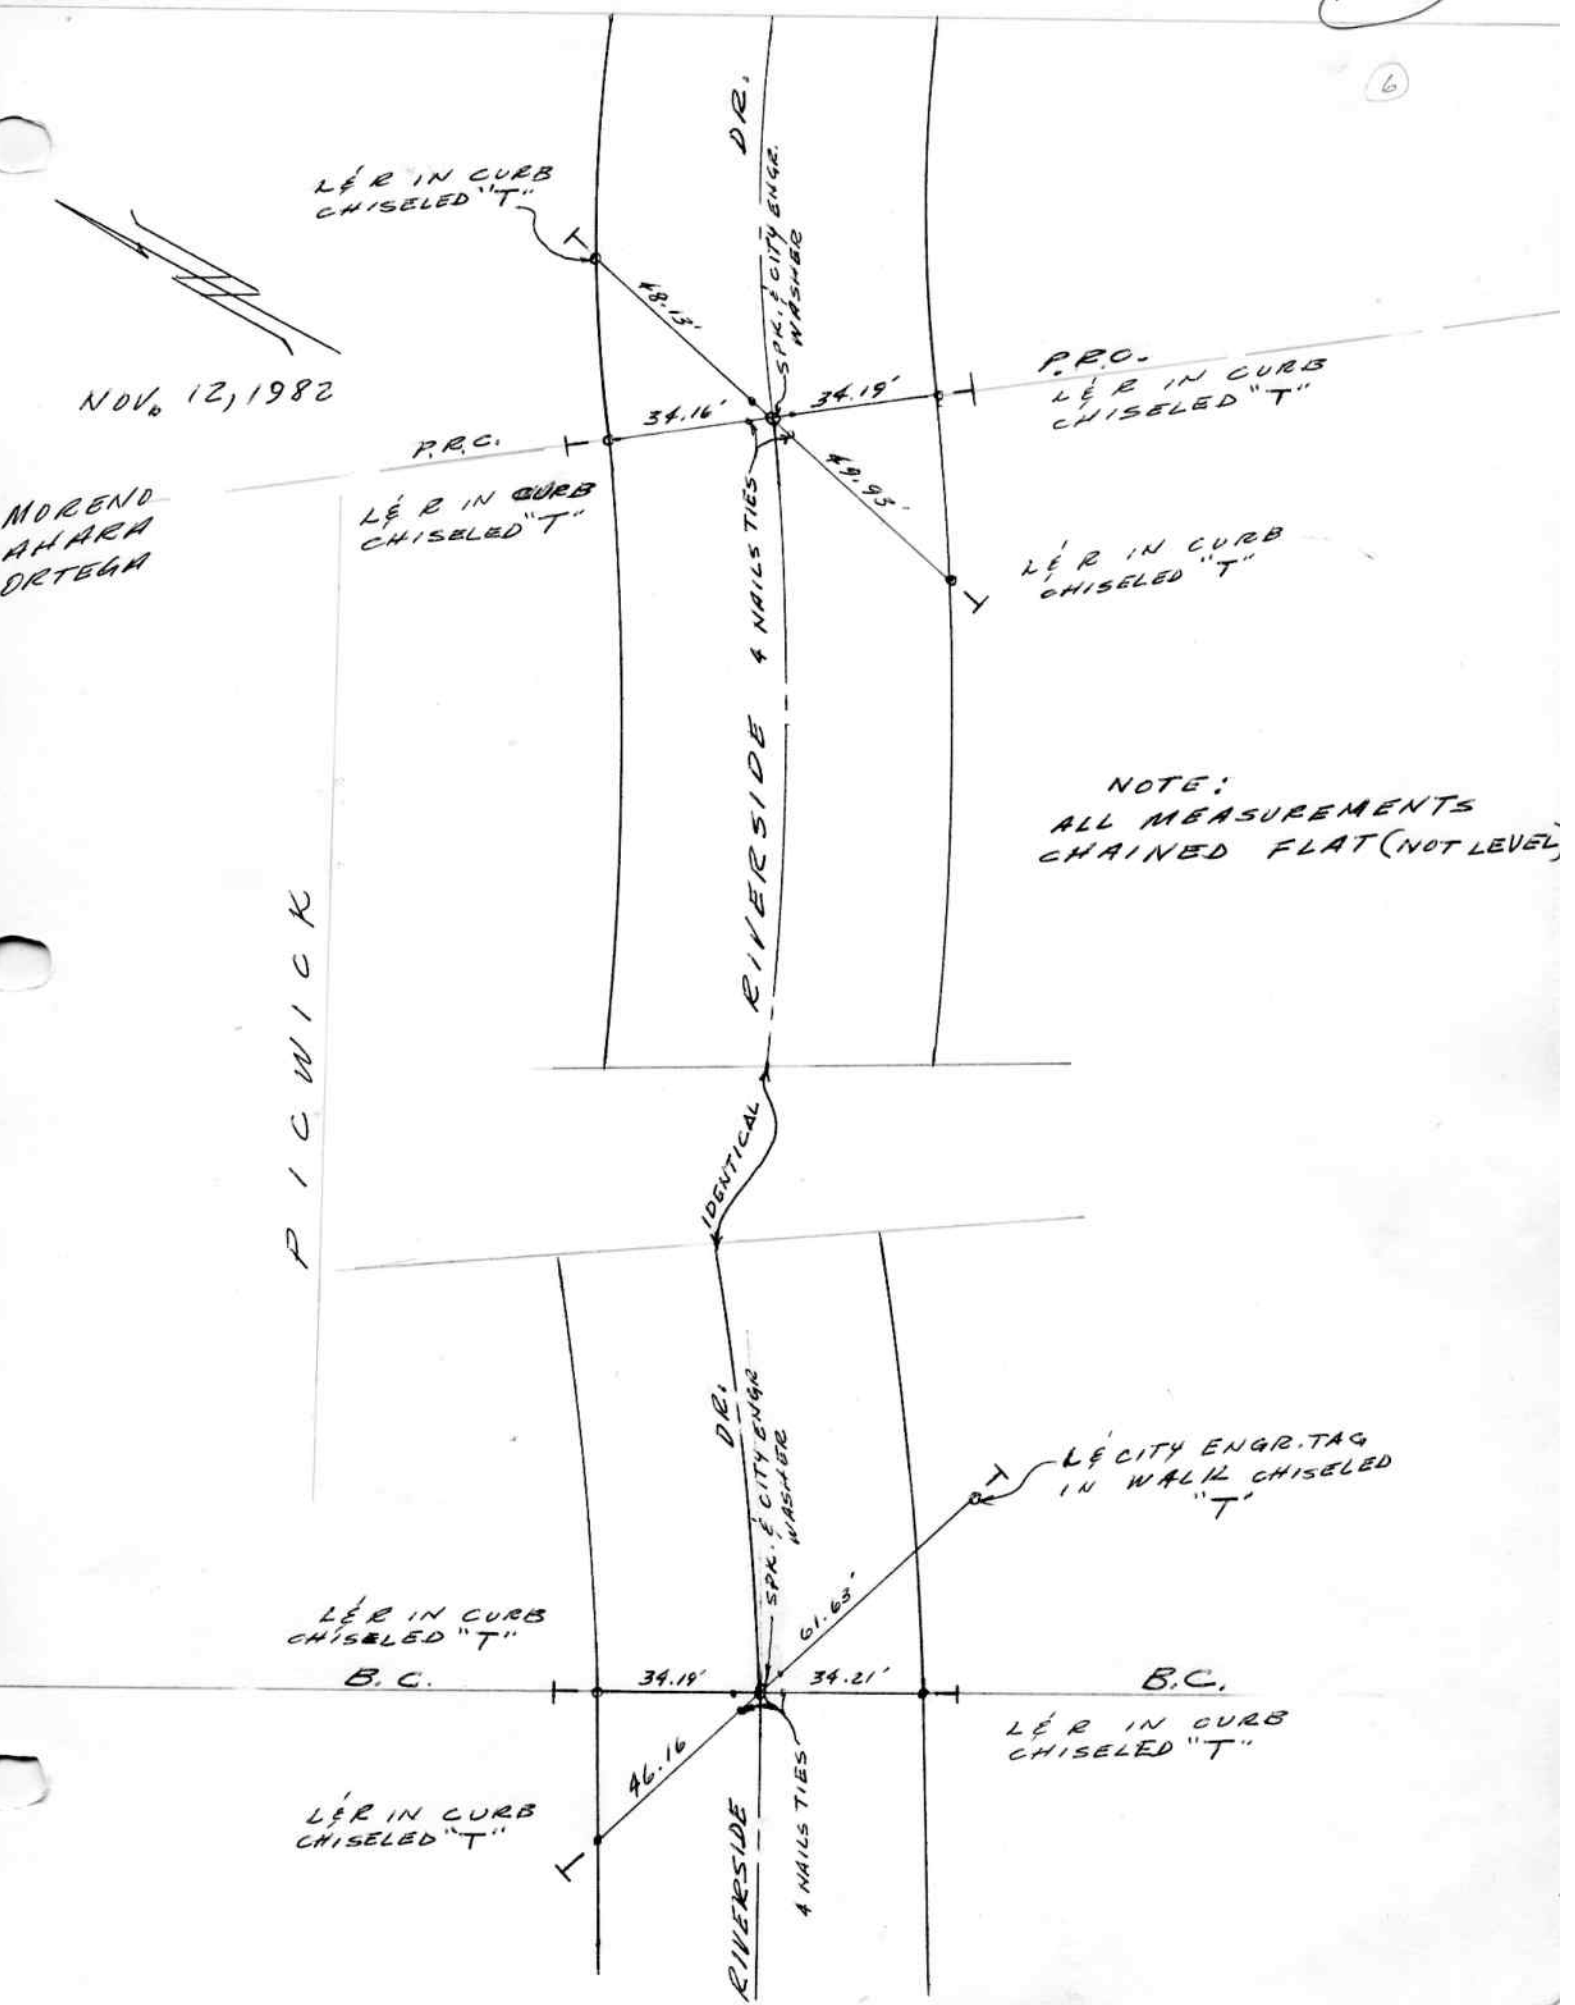 6
DR.
L & R IN CURB
CHISELED "T"
SPK. & CITY ENGR.
WASHER
48.13'
NOV. 12, 1982
P.R.C.
L & R IN CURB
CHISELED "T"
34.16'
34.19'
P.R.C.
L & R IN CURB
CHISELED "T"
MORENO
AHARA
ORTEGA
49.93'
4 NAILS TIES
L & R IN CURB
CHISELED "T"
RIVERSIDE
NOTE:
ALL MEASUREMENTS
CHAINED FLAT (NOT LEVEL)
PICWICK
IDENTICAL
DR.
SPK. & CITY ENGR
WASHER
L & CITY ENGR. TAG
IN WALK CHISELED
"T"
61.63'
L & R IN CURB
CHISELED "T"
B.C.
34.19'
34.21'
B.C.
L & R IN CURB
CHISELED "T"
46.16
L & R IN CURB
CHISELED "T"
4 NAILS TIES
RIVERSIDE